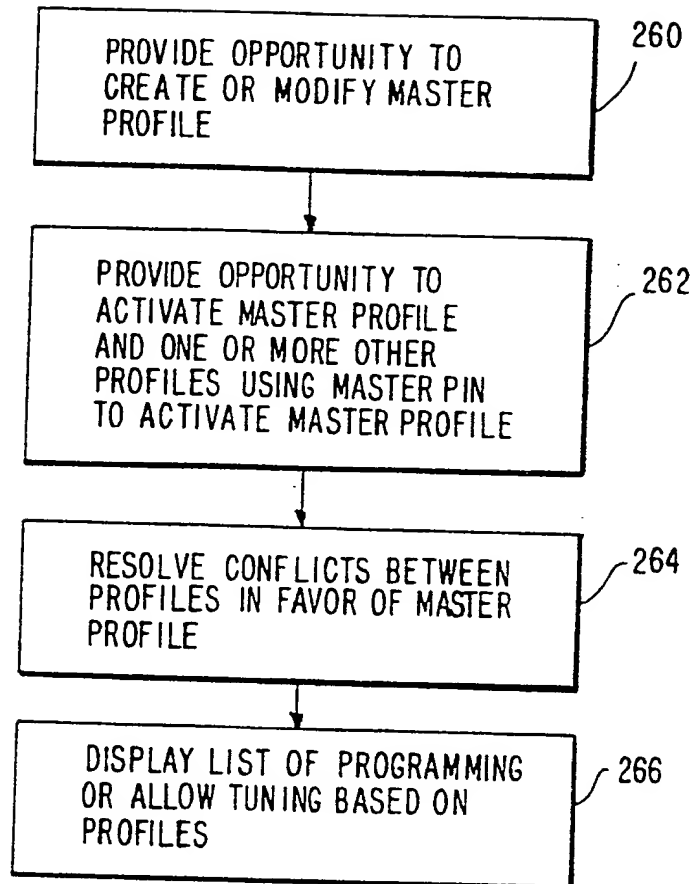 PROVIDE OPPORTUNITY TO
CREATE OR MODIFY MASTER
PROFILE
260
PROVIDE OPPORTUNITY TO
ACTIVATE MASTER PROFILE
AND ONE OR MORE OTHER
PROFILES USING MASTER PIN
TO ACTIVATE MASTER PROFILE
262
RESOLVE CONFLICTS BETWEEN
PROFILES IN FAVOR OF MASTER
PROFILE
264
DISPLAY LIST OF PROGRAMMING
OR ALLOW TUNING BASED ON
PROFILES
266